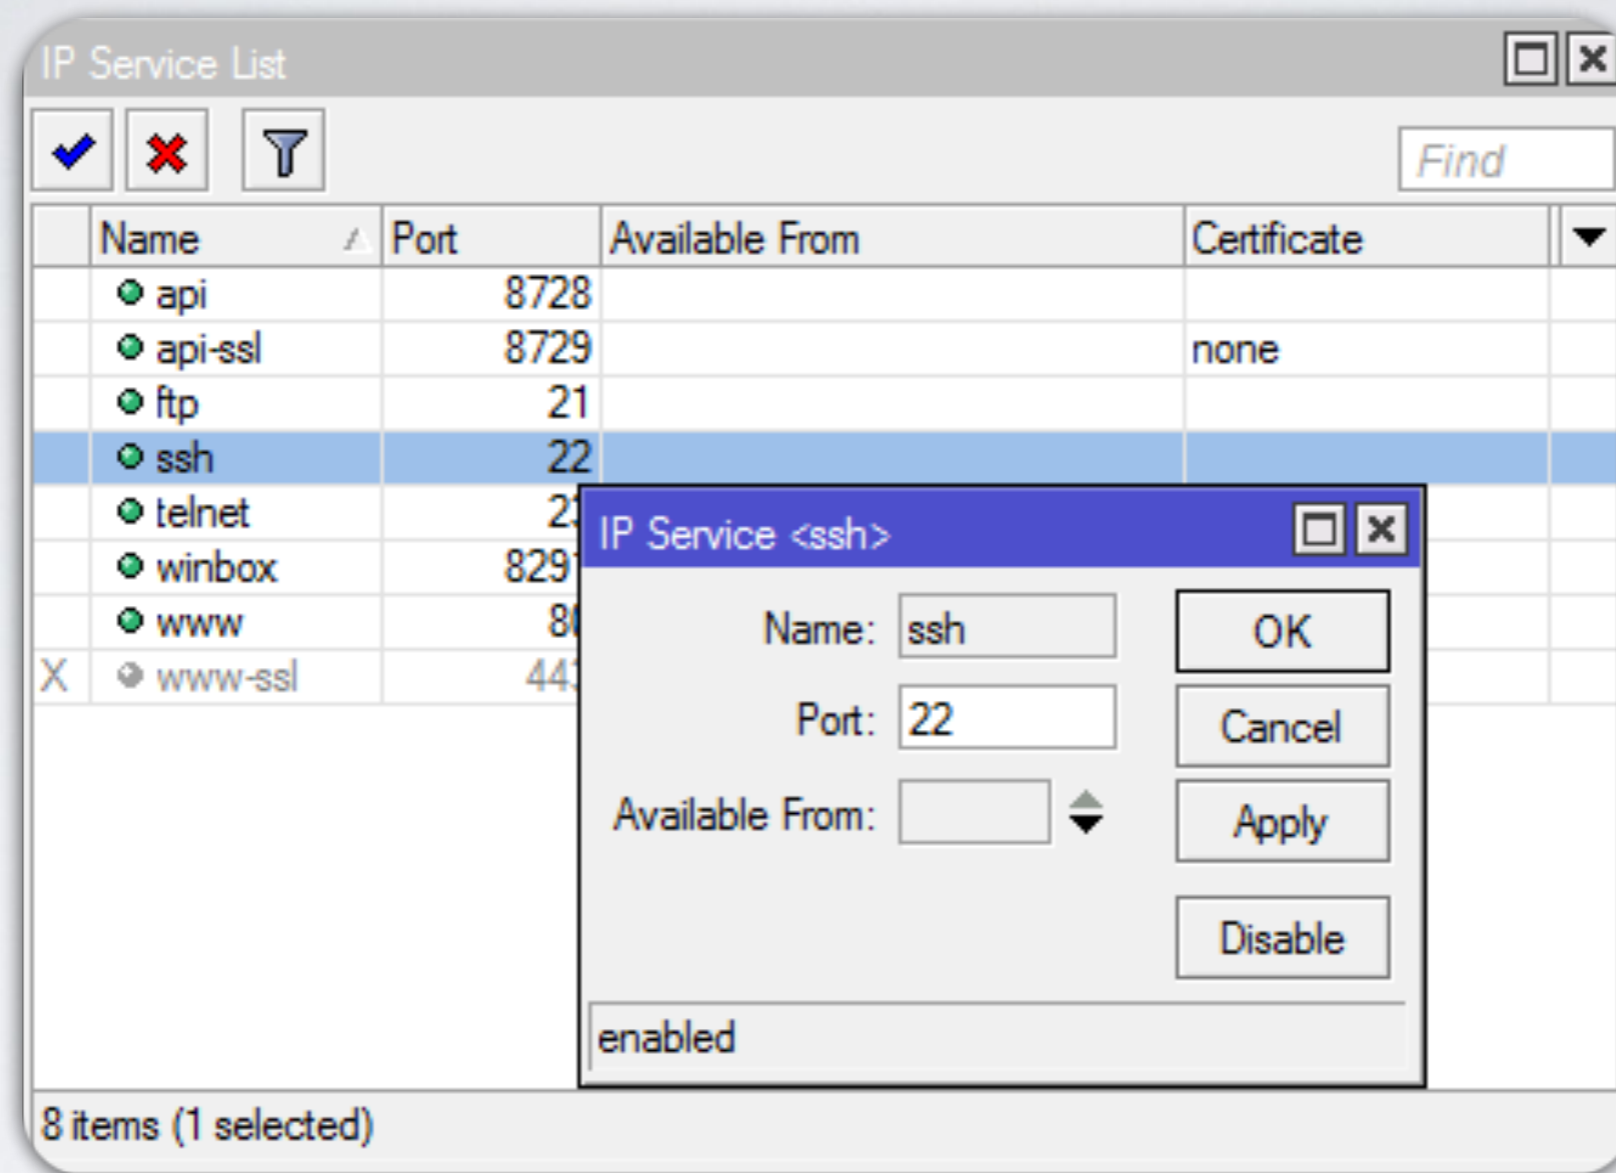 IP Service List
Find
Name Port Available From Certificate
api 8728
api-ssl 8729 none
ftp 21
ssh 22
telnet
winbox
www
X www-ssl
IP Service <ssh>
Name: ssh OK
Port: 22 Cancel
Available From: Apply
Disable
enabled
8 items (1 selected)